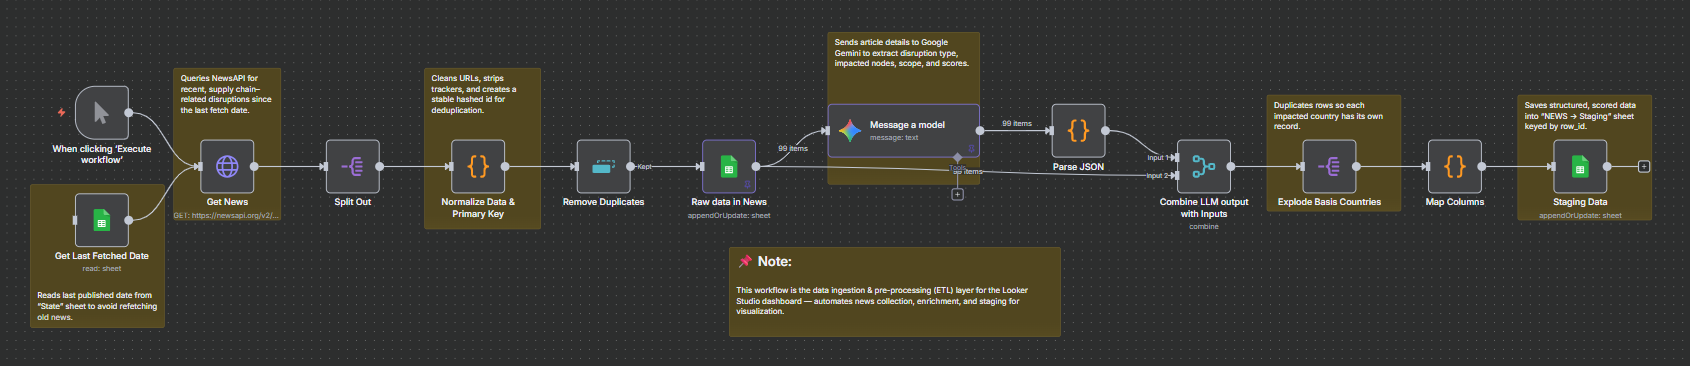 Sends article details to Google
Gemini to extract disruption type,
impacted nodes, scope, and scores.
Queries NewsAPI for
recent, supply chain–
related disruptions since
the last fetch date.
Cleans URLs, strips
trackers, and creates a
stable hashed id for
deduplication.
Duplicates rows so each
impacted country has its own
record.
Saves structured, scored data
into “NEWS → Staging” sheet
keyed by row_id.
When clicking ‘Execute
workflow’
Get News
GET: https://newsapi.org/v2/...
Split Out
Normalize Data &
Primary Key
Remove Duplicates
Kept
Raw data in News
appendOrUpdate: sheet
99 items
Message a model
message: text
Tools
99 items
99 items
Parse JSON
Input 1
Input 2
Combine LLM output
with Inputs
combine
Explode Basis Countries
Map Columns
Staging Data
appendOrUpdate: sheet
Get Last Fetched Date
read: sheet
Reads last published date from
“State” sheet to avoid refetching
old news.
📌 Note:
This workflow is the data ingestion & pre-processing (ETL) layer for the Looker
Studio dashboard — automates news collection, enrichment, and staging for
visualization.